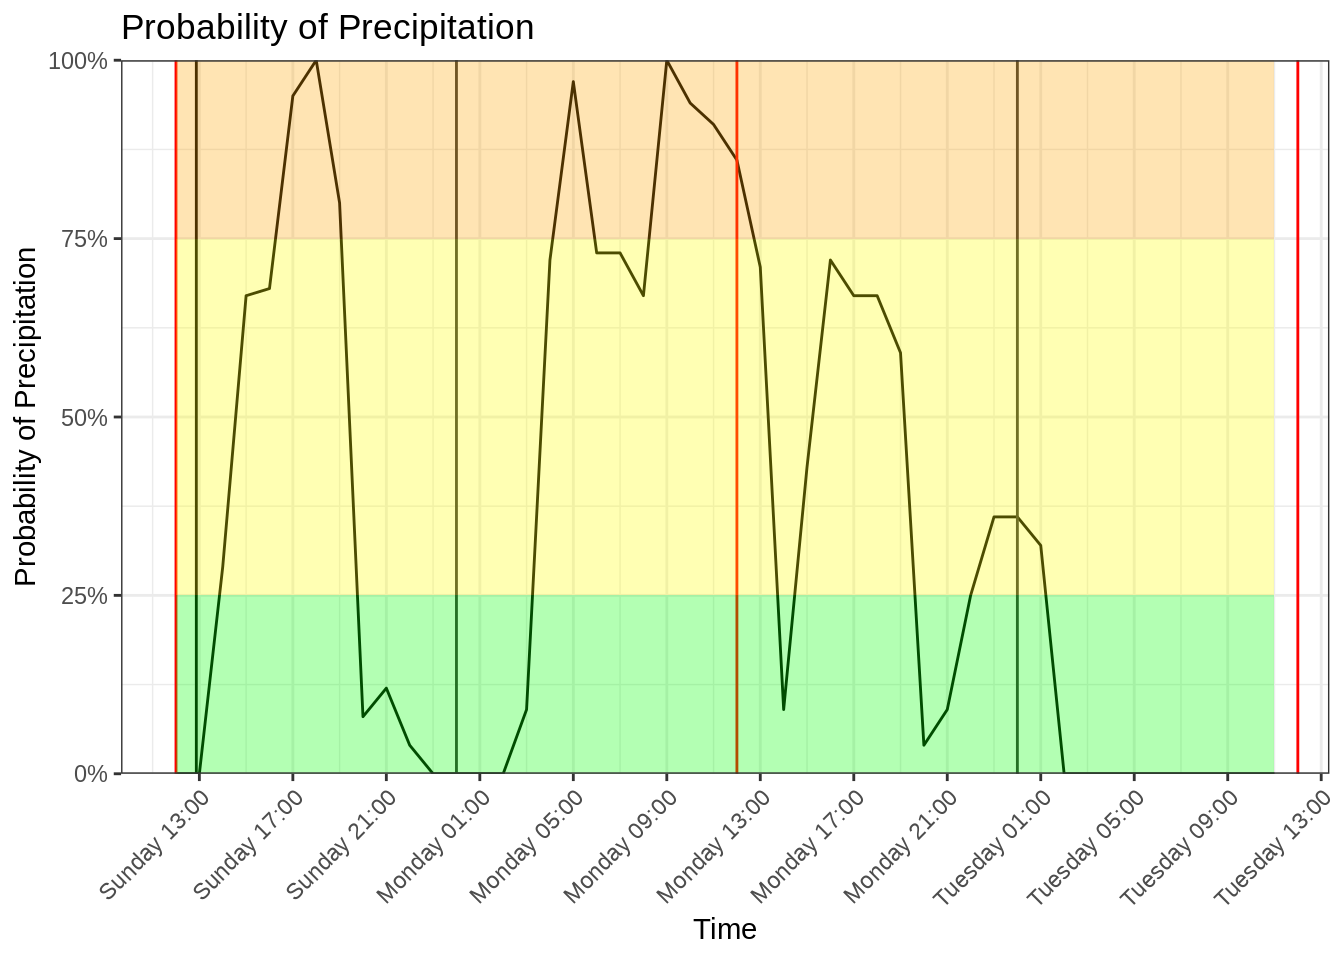 Probability of Precipitation
Probability of Precipitation
100%
75%
50%
25%
0%
Sunday 13:00
Sunday 17:00
Sunday 21:00
Monday 01:00
Monday 05:00
Monday 09:00
Monday 13:00
Monday 17:00
Monday 21:00
Tuesday 01:00
Tuesday 05:00
Tuesday 09:00
Tuesday 13:00
Time